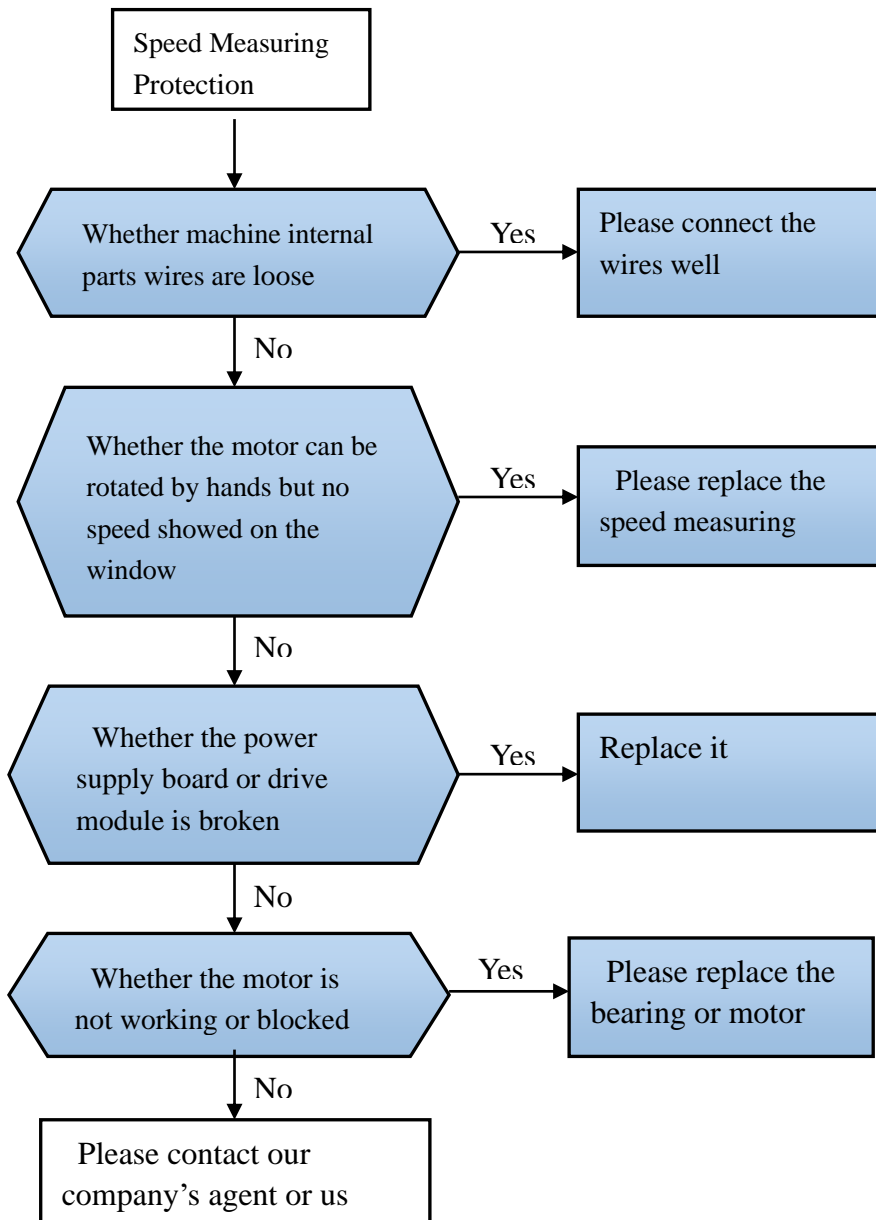 Speed Measuring
Protection
Whether machine internal
parts wires are loose
Yes
Please connect the
wires well
No
Whether the motor can be
rotated by hands but no
speed showed on the
window
Yes
Please replace the
speed measuring
No
Whether the power
supply board or drive
module is broken
Yes
Replace it
No
Whether the motor is
not working or blocked
Yes
Please replace the
bearing or motor
No
Please contact our
company’s agent or us